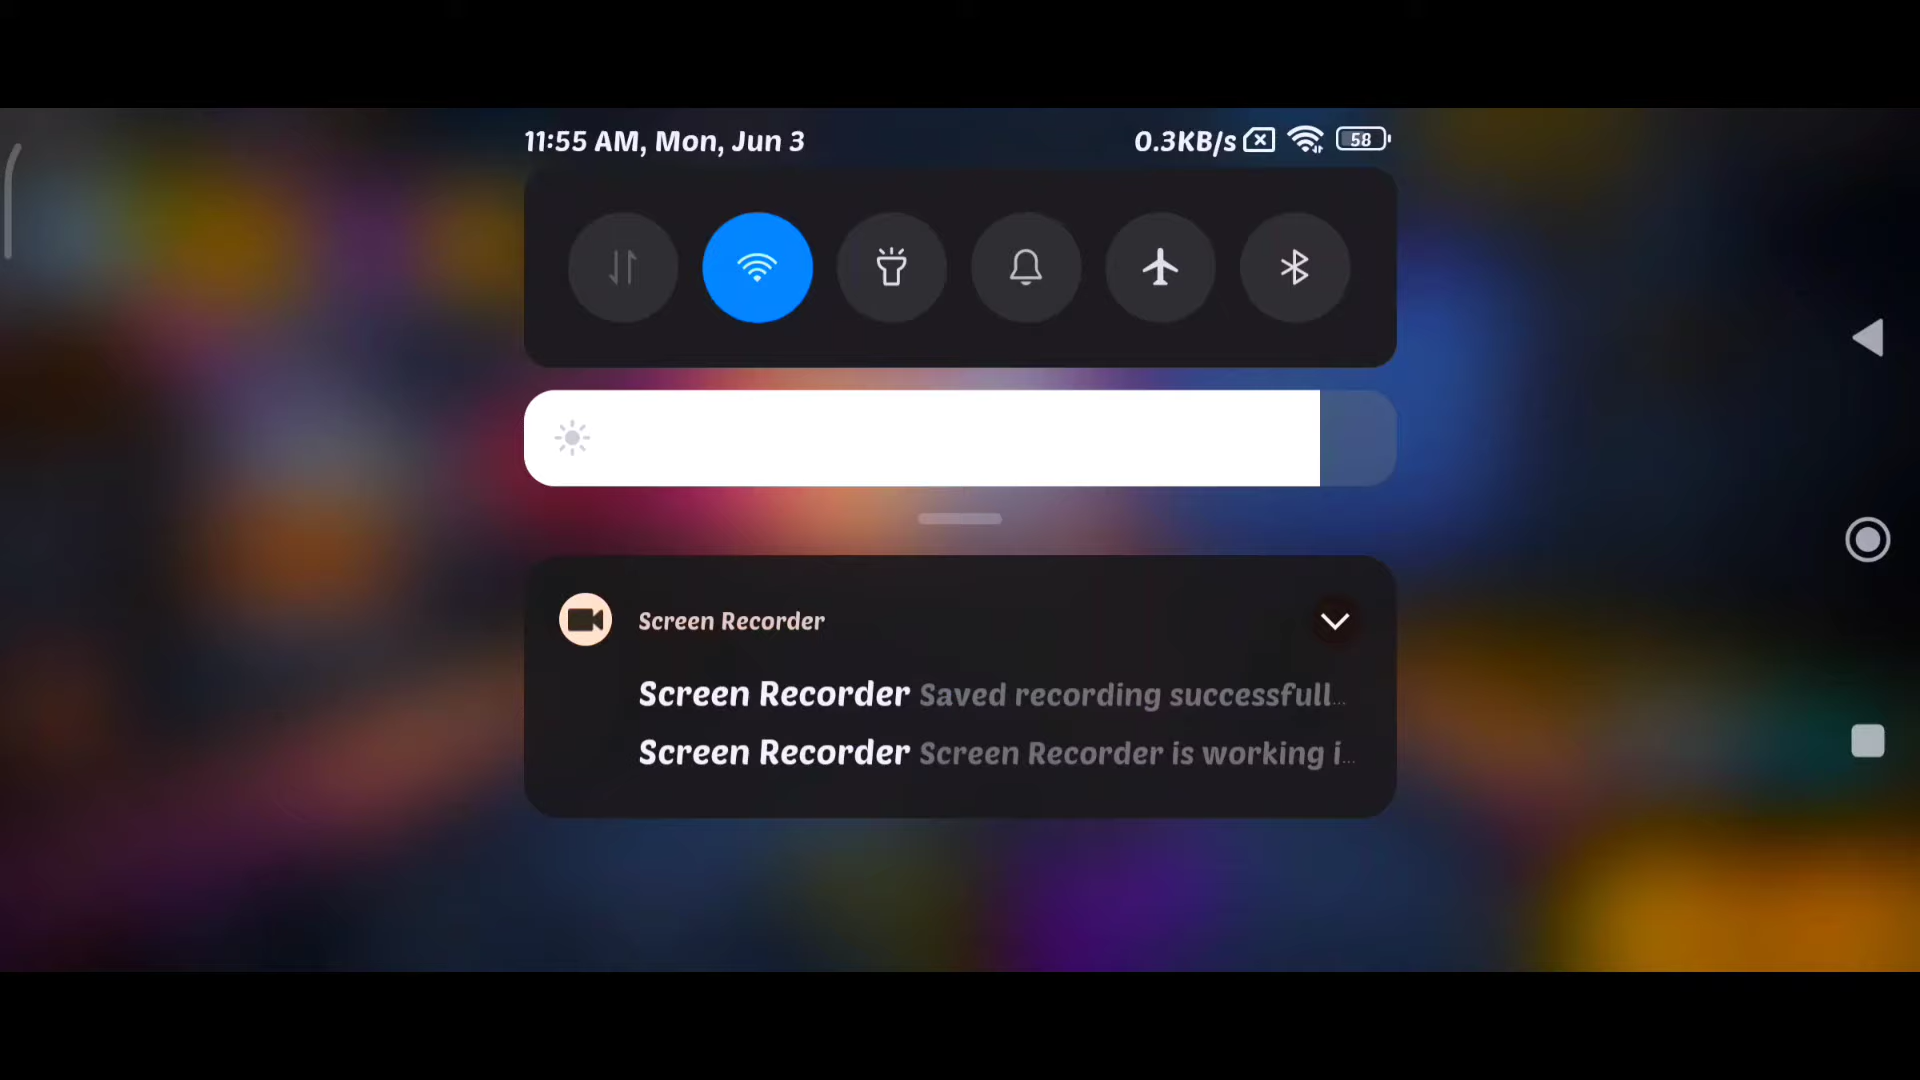 11:55 AM, Mon, Jun 3
0.3KB/s 58
Screen Recorder
Screen Recorder Saved recording successfull...
Screen Recorder Screen Recorder is working i...